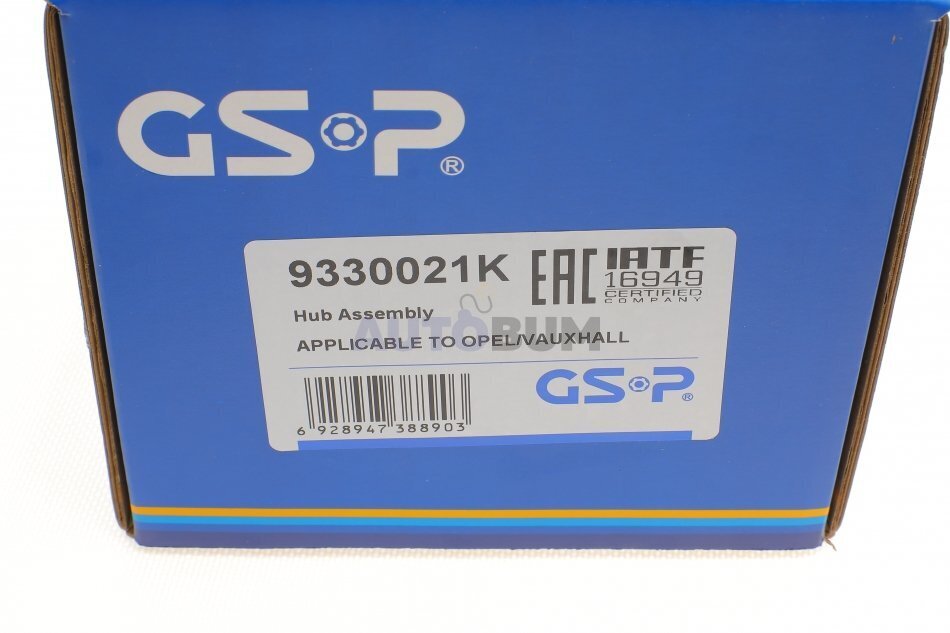 GSP®
9330021K
EAC
IATF
16949
CERTIFIED
COMPANY
Hub Assembly
AUTOBUM
APPLICABLE TO OPEL/VAUXHALL
GSP®
6 928947 388903